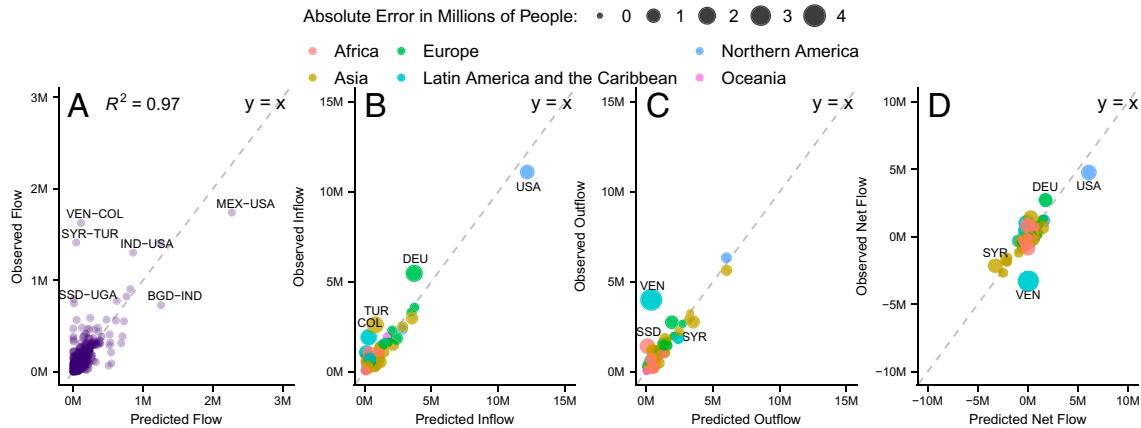 Absolute Error in Millions of People: 0 1 2 3 4
Africa Europe Northern America
Asia Latin America and the Caribbean Oceania
A R² = 0.97 y = x
3M
2M
1M
0M
Observed Flow
VEN−COL
SYR−TUR
IND−USA
MEX−USA
SSD−UGA
BGD−IND
0M 1M 2M 3M
Predicted Flow
B y = x
15M
10M
5M
0M
Observed Inflow
USA
DEU
TUR
COL
0M 5M 10M 15M
Predicted Inflow
C y = x
15M
10M
5M
0M
Observed Outflow
VEN
SSD
SYR
0M 5M 10M 15M
Predicted Outflow
D y = x
10M
5M
0M
−5M
−10M
Observed Net Flow
DEU
USA
SYR
VEN
−10M −5M 0M 5M 10M
Predicted Net Flow